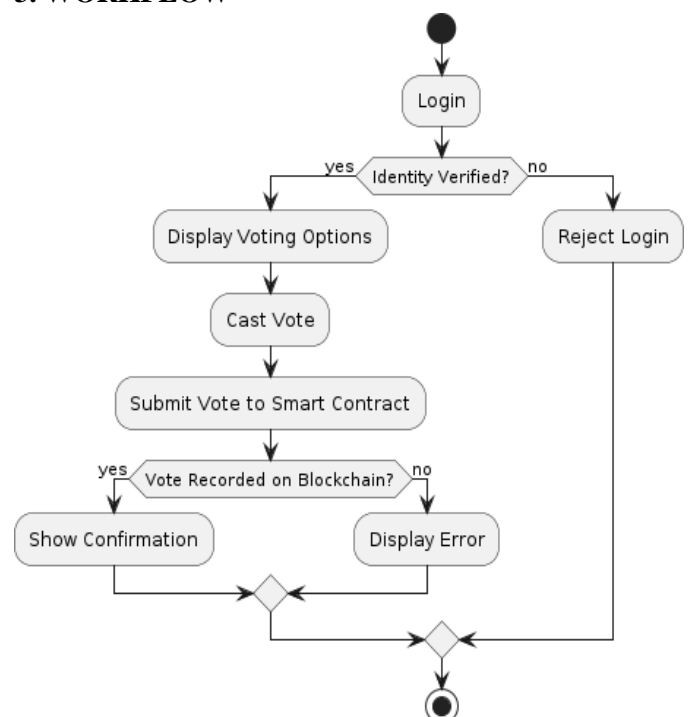 Login
yes
Identity Verified?
no
Display Voting Options
Reject Login
Cast Vote
Submit Vote to Smart Contract
yes
Vote Recorded on Blockchain?
no
Show Confirmation
Display Error